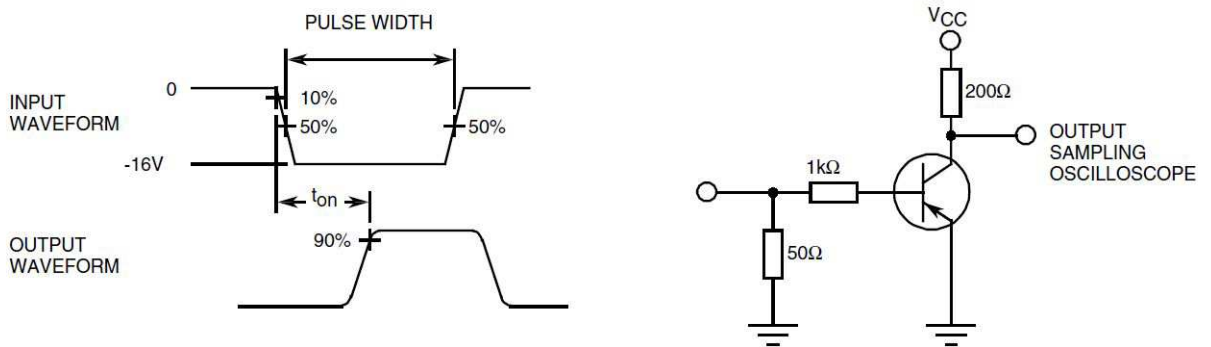 PULSE WIDTH
INPUT
WAVEFORM
0
10%
50%
50%
-16V
ton
OUTPUT
WAVEFORM
90%
VCC
200Ω
OUTPUT
SAMPLING
OSCILLOSCOPE
1kΩ
50Ω